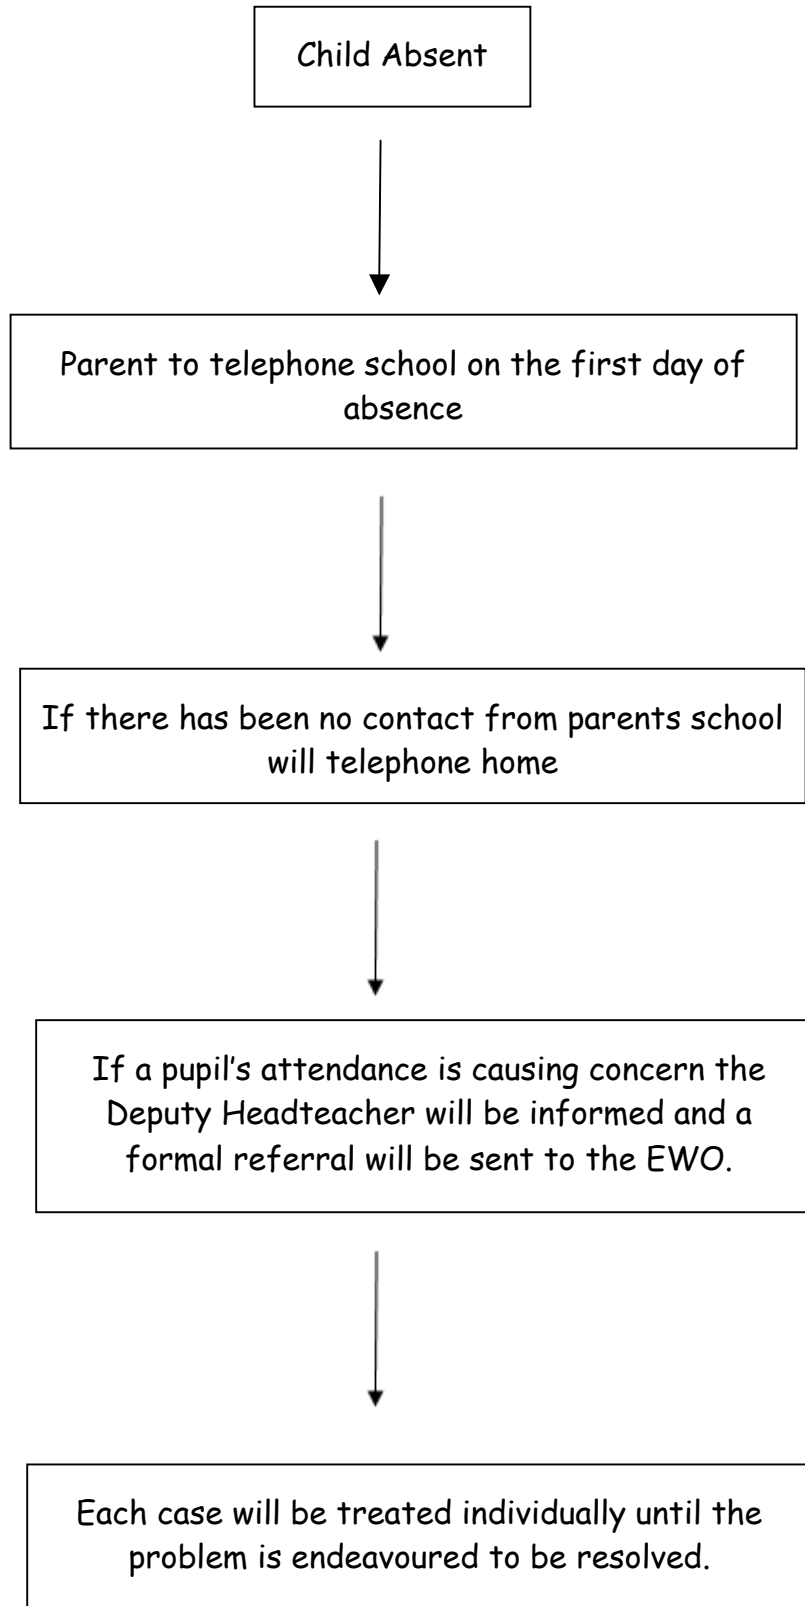 Child Absent
Parent to telephone school on the first day of
absence
If there has been no contact from parents school
will telephone home
If a pupil's attendance is causing concern the
Deputy Headteacher will be informed and a
formal referral will be sent to the EWO.
Each case will be treated individually until the
problem is endeavoured to be resolved.